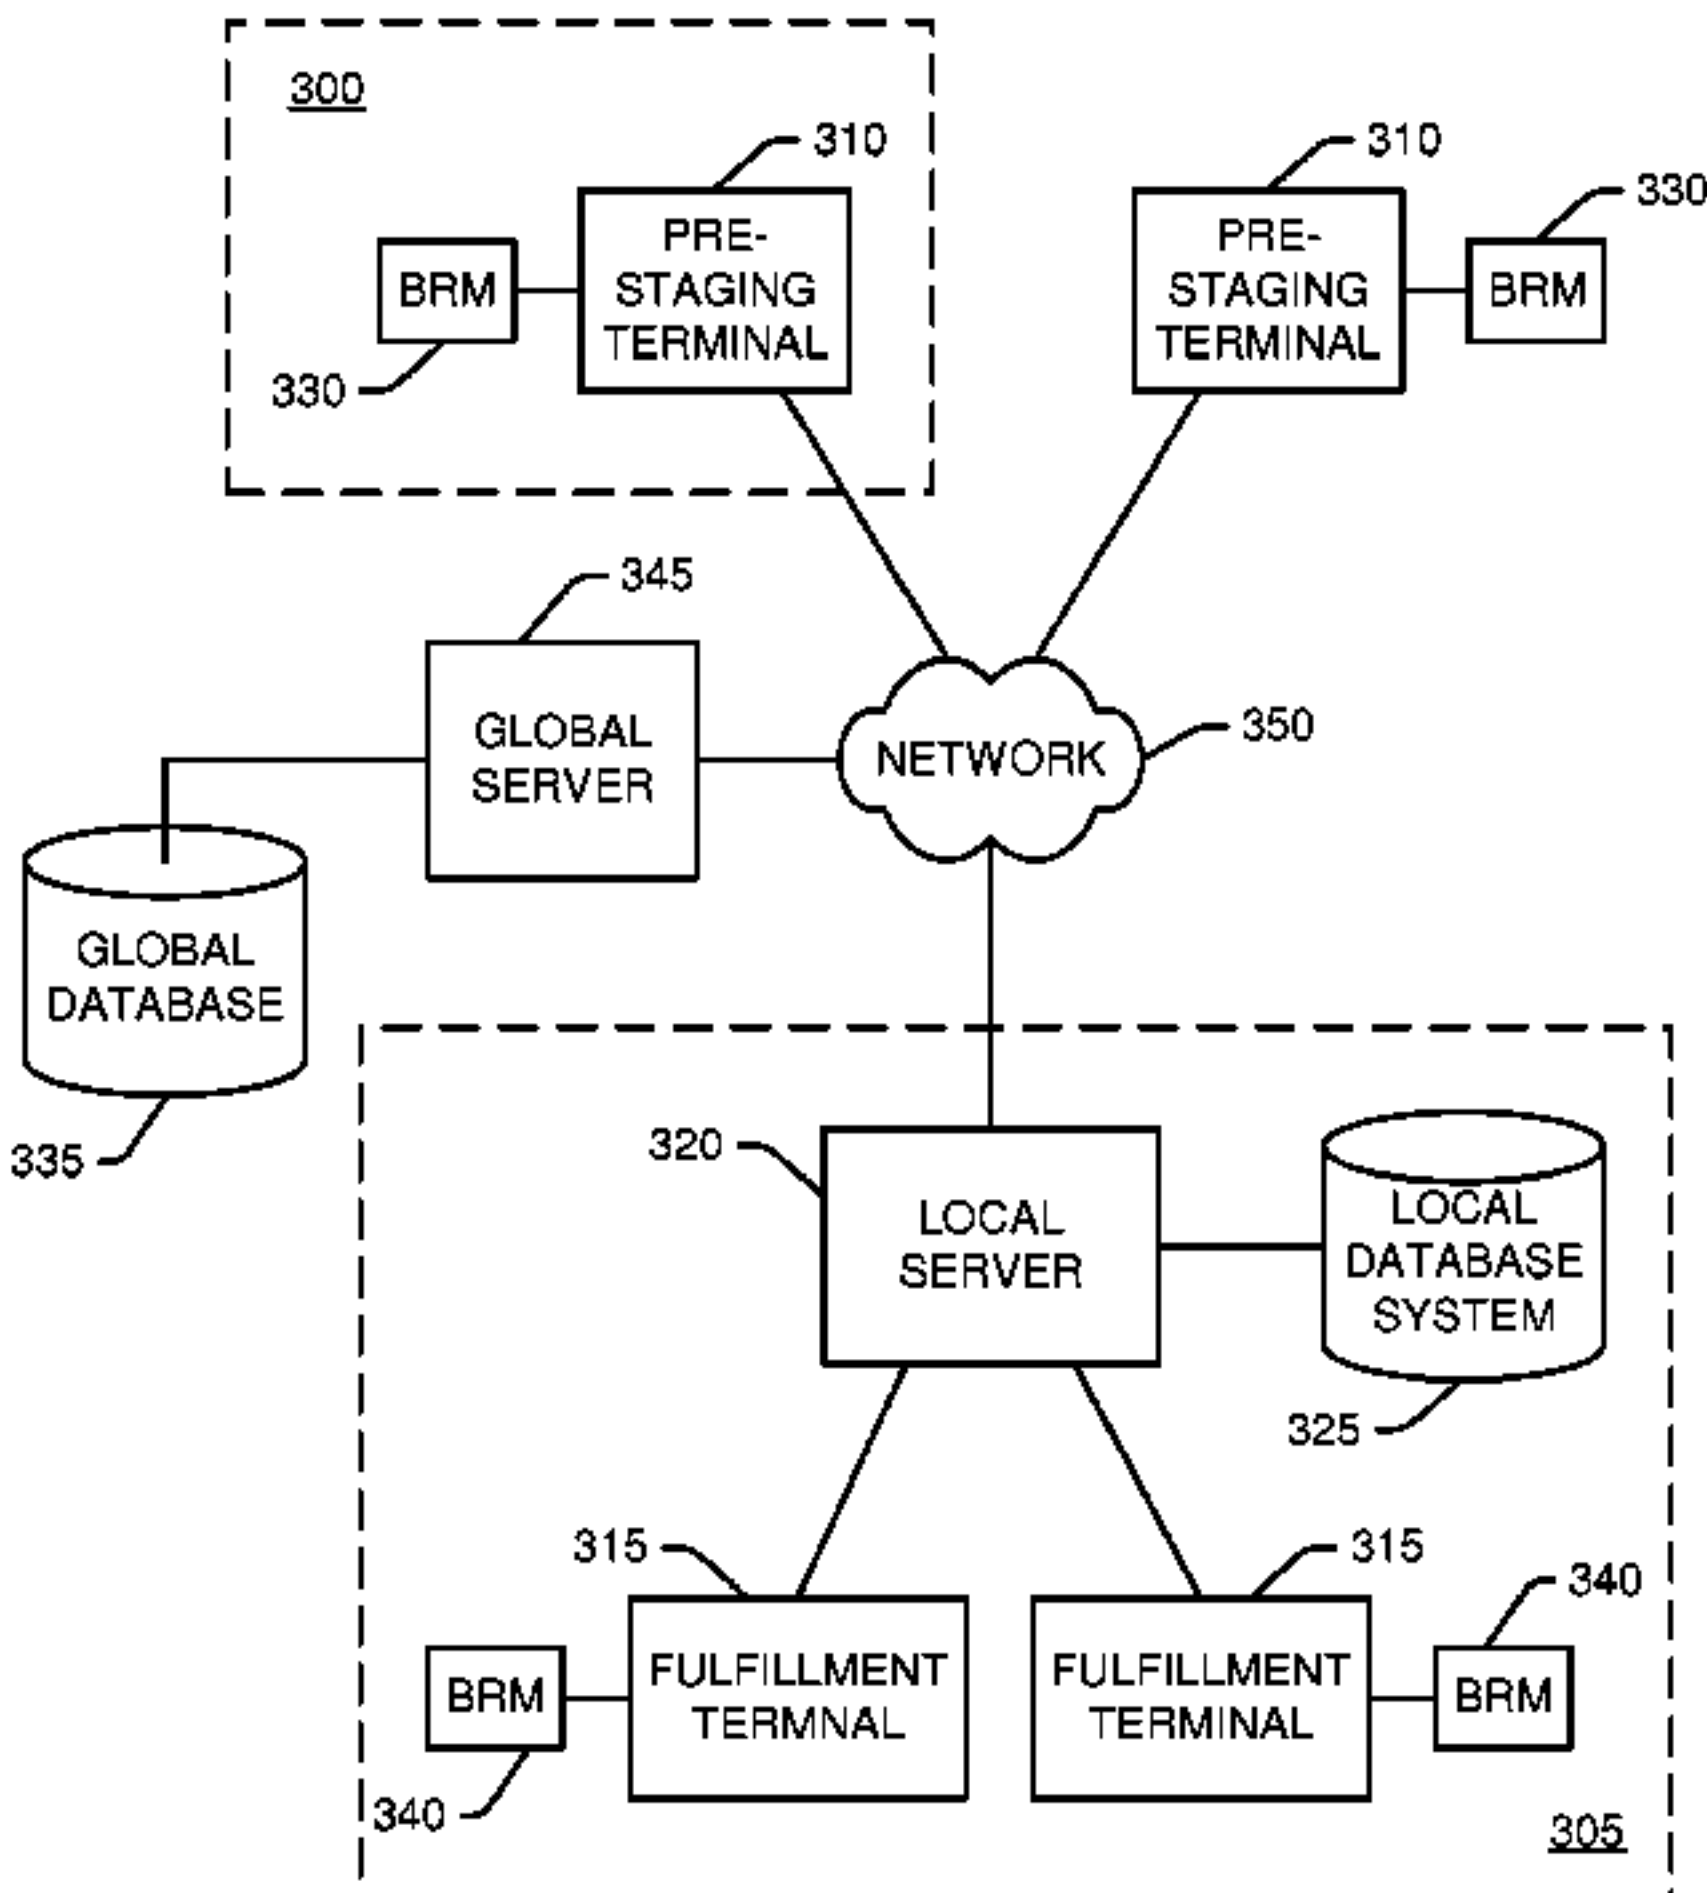 300
310
310
330
PRE-
STAGING
TERMINAL
PRE-
STAGING
TERMINAL
BRM
BRM
330
345
GLOBAL
SERVER
NETWORK
350
GLOBAL
DATABASE
335
320
LOCAL
SERVER
LOCAL
DATABASE
SYSTEM
325
315
315
340
FULFILLMENT
TERMNAL
FULFILLMENT
TERMINAL
BRM
BRM
340
305